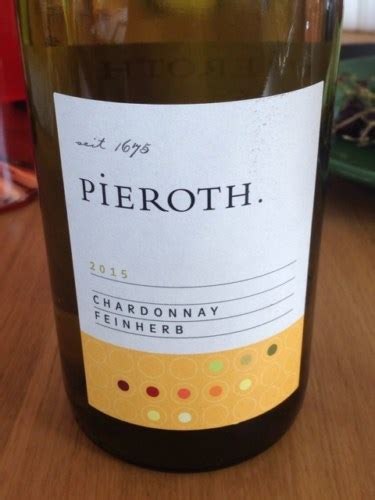 seit 1675
PiEROTH.
2015
CHARDONNAY
FEINHERB